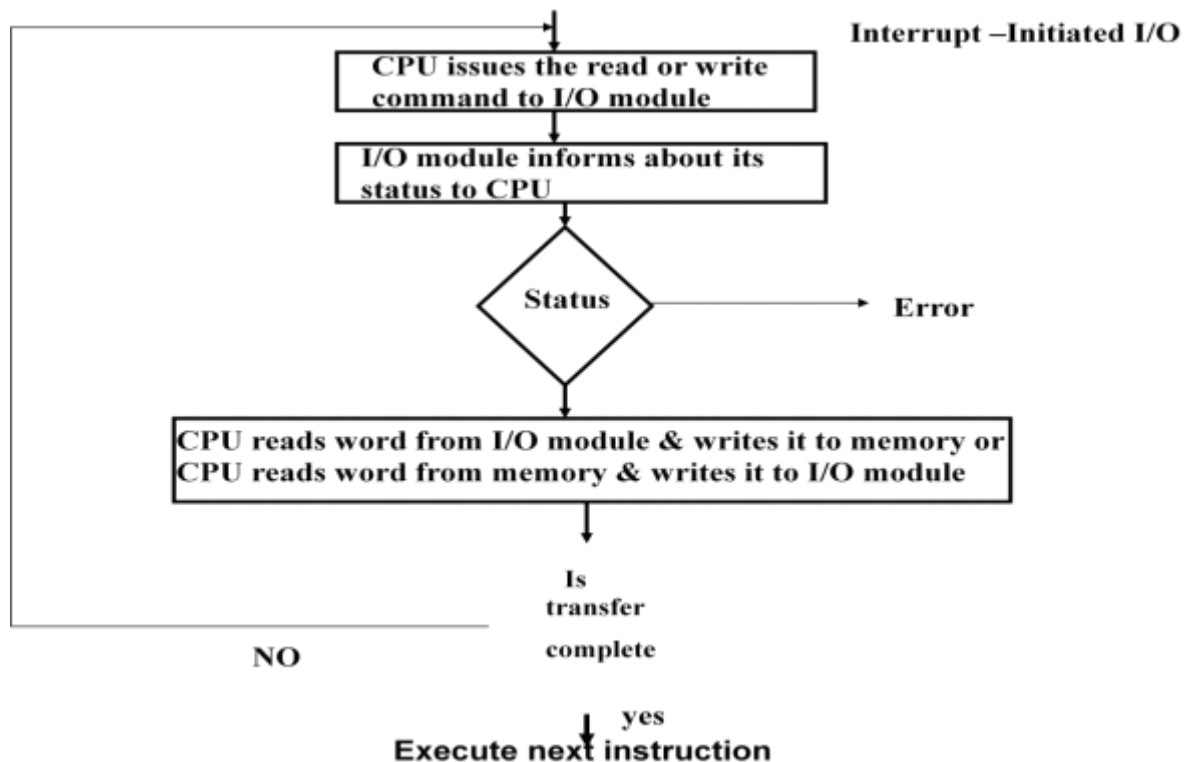 Interrupt –Initiated I/O
CPU issues the read or write
command to I/O module
I/O module informs about its
status to CPU
Status
Error
CPU reads word from I/O module & writes it to memory or
CPU reads word from memory & writes it to I/O module
Is
transfer
complete
NO
yes
Execute next instruction